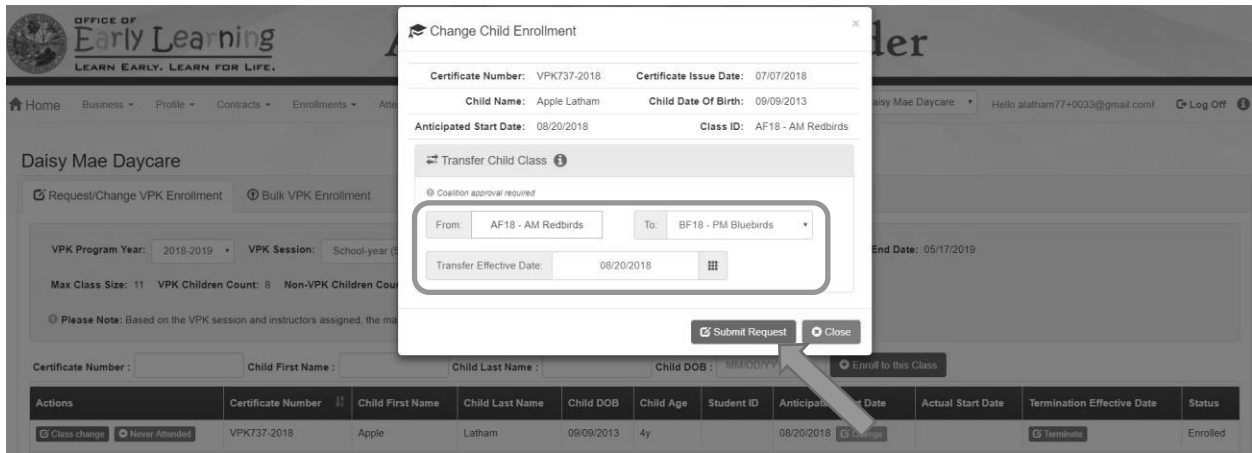 OFFICE OF
Early Learning
LEARN EARLY. LEARN FOR LIFE.
der
Home Business Profile Contracts Enrollments Atte aisy Mae Daycare Hello alatham77+0033@gmail.com! Log Off
Change Child Enrollment ×
Certificate Number: VPK737-2018 Certificate Issue Date: 07/07/2018
Child Name: Apple Latham Child Date Of Birth: 09/09/2013
Anticipated Start Date: 08/20/2018 Class ID: AF18 - AM Redbirds
Transfer Child Class
Coalition approval required
From: AF18 - AM Redbirds To: BF18 - PM Bluebirds
Transfer Effective Date: 08/20/2018
Submit Request Close
Daisy Mae Daycare
Request/Change VPK Enrollment Bulk VPK Enrollment
VPK Program Year: 2018-2019 VPK Session: School-year (5 End Date: 05/17/2019
Max Class Size: 11 VPK Children Count: 8 Non-VPK Children Cou
Please Note: Based on the VPK session and instructors assigned, the ma
Certificate Number : Child First Name : Child Last Name : Child DOB : MM/DD/YY Enroll to this Class
Actions Certificate Number Child First Name Child Last Name Child DOB Child Age Student ID Anticipat t Date Actual Start Date Termination Effective Date Status
Class change Never Attended VPK737-2018 Apple Latham 09/09/2013 4y 08/20/2018 Change Terminate Enrolled